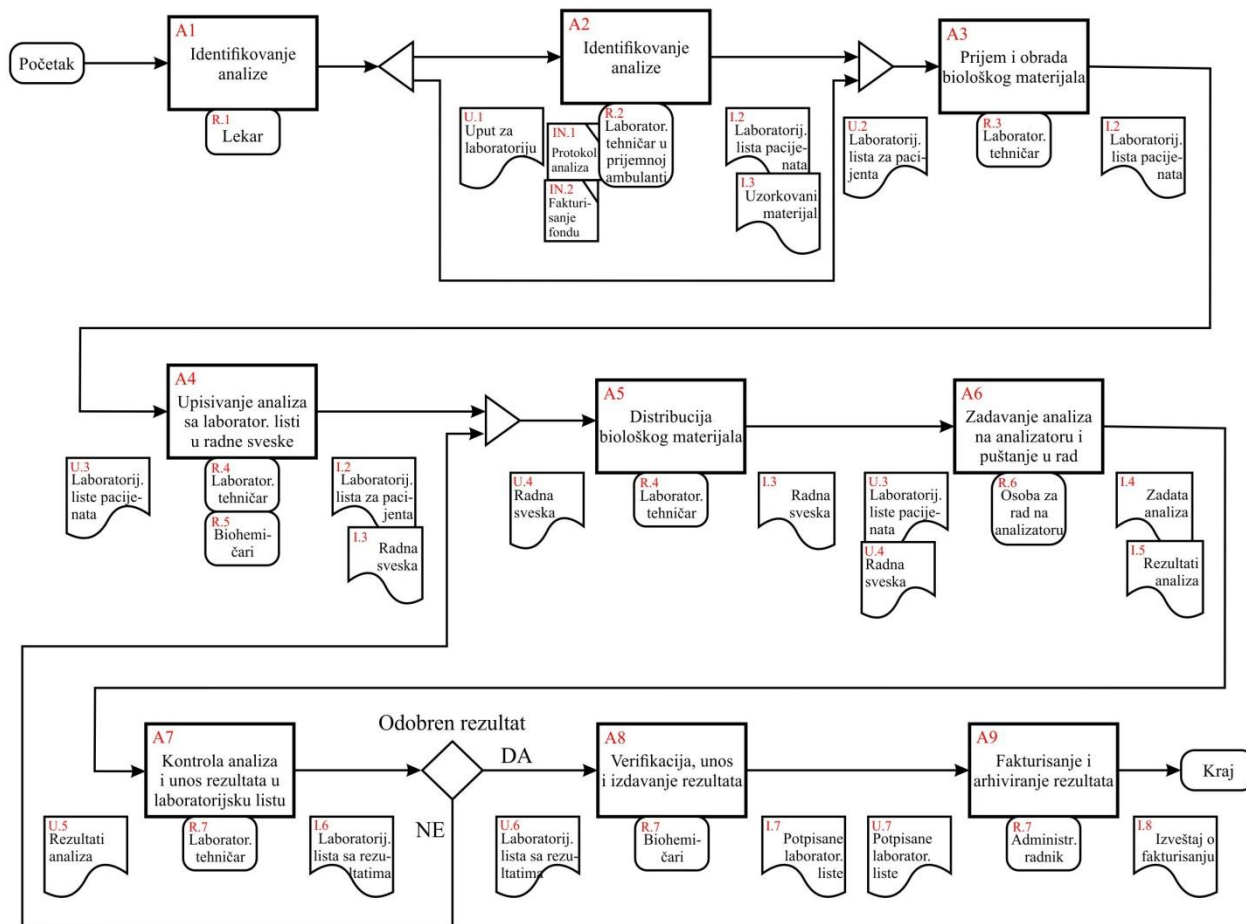 Početak
A1
Identifikovanje
analize
R.1
Lekar
A2
Identifikovanje
analize
U.1
Uput za
laboratoriju
IN.1
Protokol
analiza
IN.2
Fakturi-
sanje
fondu
R.2
Laborator.
tehničar u
prijemnoj
ambulanti
I.2
Laboratorij.
lista pacije-
nata
I.3
Uzorkovani
materijal
A3
Prijem i obrada
biološkog materijala
U.2
Laboratorij.
lista za paci-
jenta
R.3
Laborator.
tehničar
I.2
Laboratorij.
lista pacije-
nata
A4
Upisivanje analiza
sa laborator. listi
u radne sveske
U.3
Laboratorij.
liste pacije-
nata
R.4
Laborator.
tehničar
R.5
Biohemi-
čari
I.2
Laboratorij.
lista za paci-
jenta
I.3
Radna
sveska
A5
Distribucija
biološkog materijala
U.4
Radna
sveska
R.4
Laborator.
tehničar
I.3
Radna
sveska
A6
Zadavanje analiza
na analizatoru i
puštanje u rad
U.3
Laboratorij.
liste pacije-
nata
U.4
Radna
sveska
R.6
Osoba za
rad na
analizatoru
I.4
Zadata
analiza
I.5
Rezultati
analiza
A7
Kontrola analiza
i unos rezultata u
laboratorijsku listu
U.5
Rezultati
analiza
R.7
Laborator.
tehničar
I.6
Laboratorij.
lista sa rezu-
ltatima
Odobren rezultat
DA
NE
A8
Verifikacija, unos
i izdavanje rezultata
U.6
Laboratorij.
lista sa rezu-
ltatima
R.7
Biohemi-
čari
I.7
Potpisane
laborator.
liste
A9
Fakturisanje i
arhiviranje rezultata
U.7
Potpisane
laborator.
liste
R.7
Administr.
radnik
I.8
Izveštaj o
fakturisanju
Kraj